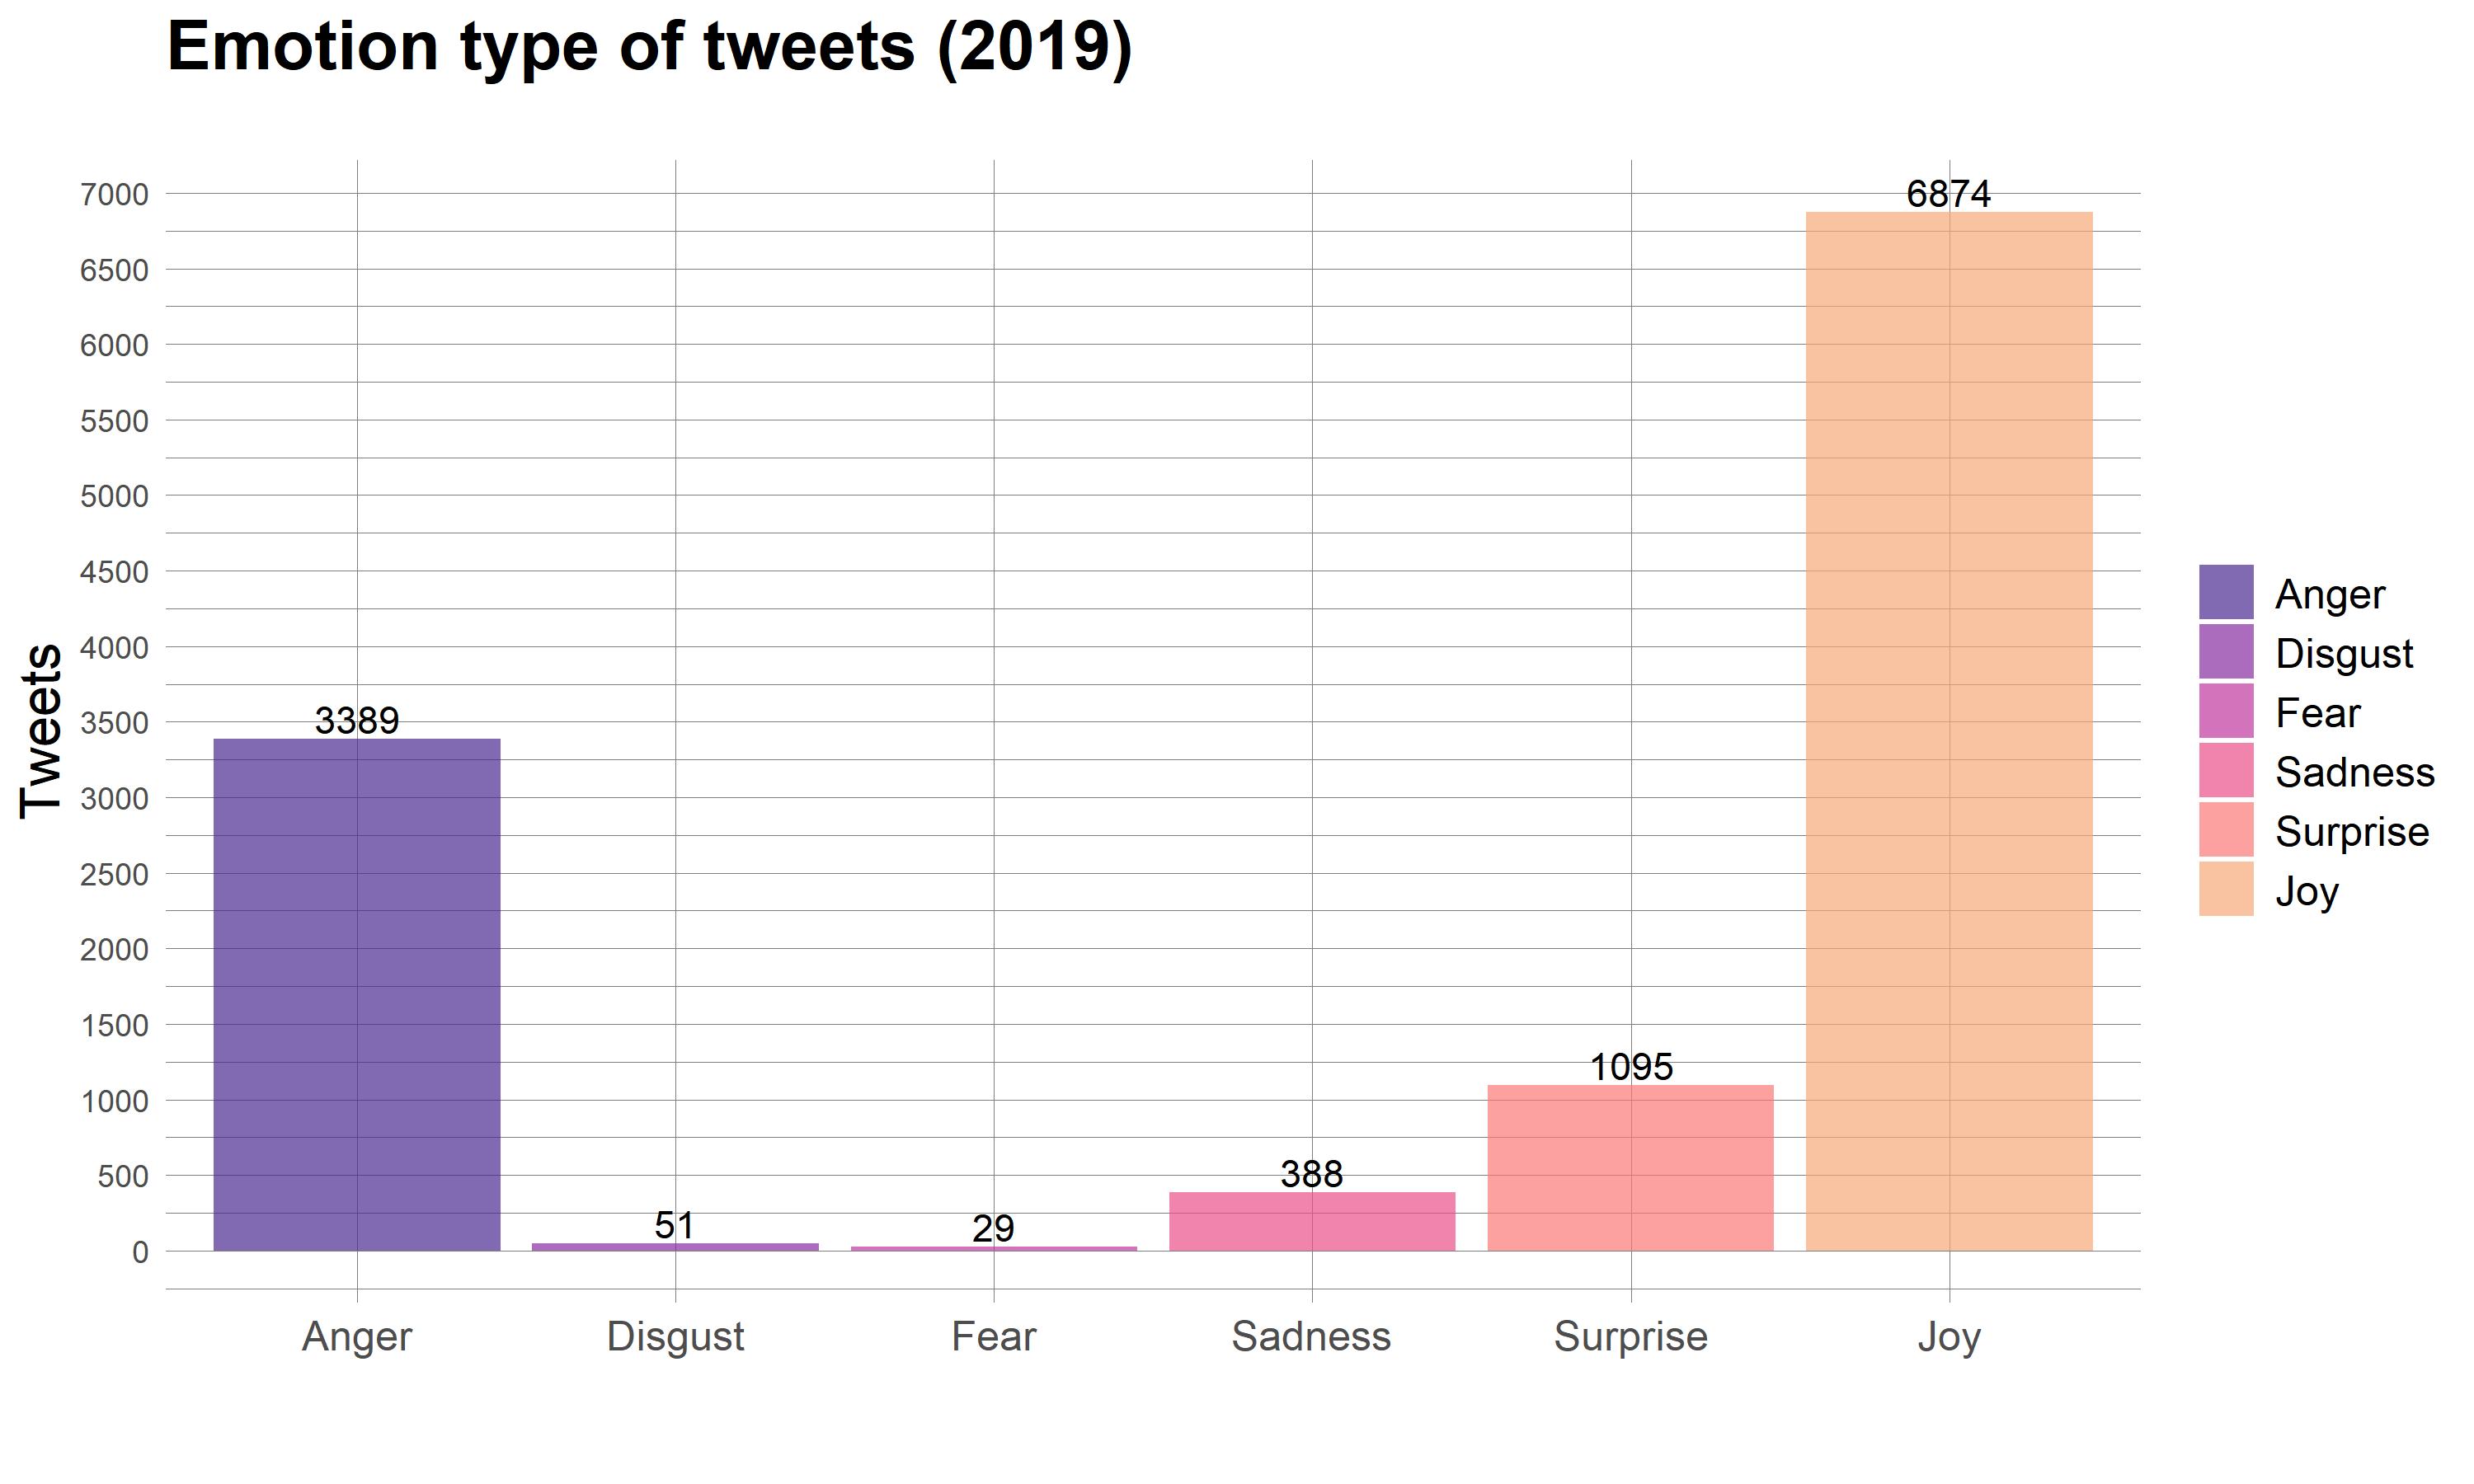 Emotion type of tweets (2019)
Tweets
7000
6500
6000
5500
5000
4500
4000
3500
3000
2500
2000
1500
1000
500
0
3389
51
29
388
1095
6874
Anger
Disgust
Fear
Sadness
Surprise
Joy
Anger
Disgust
Fear
Sadness
Surprise
Joy